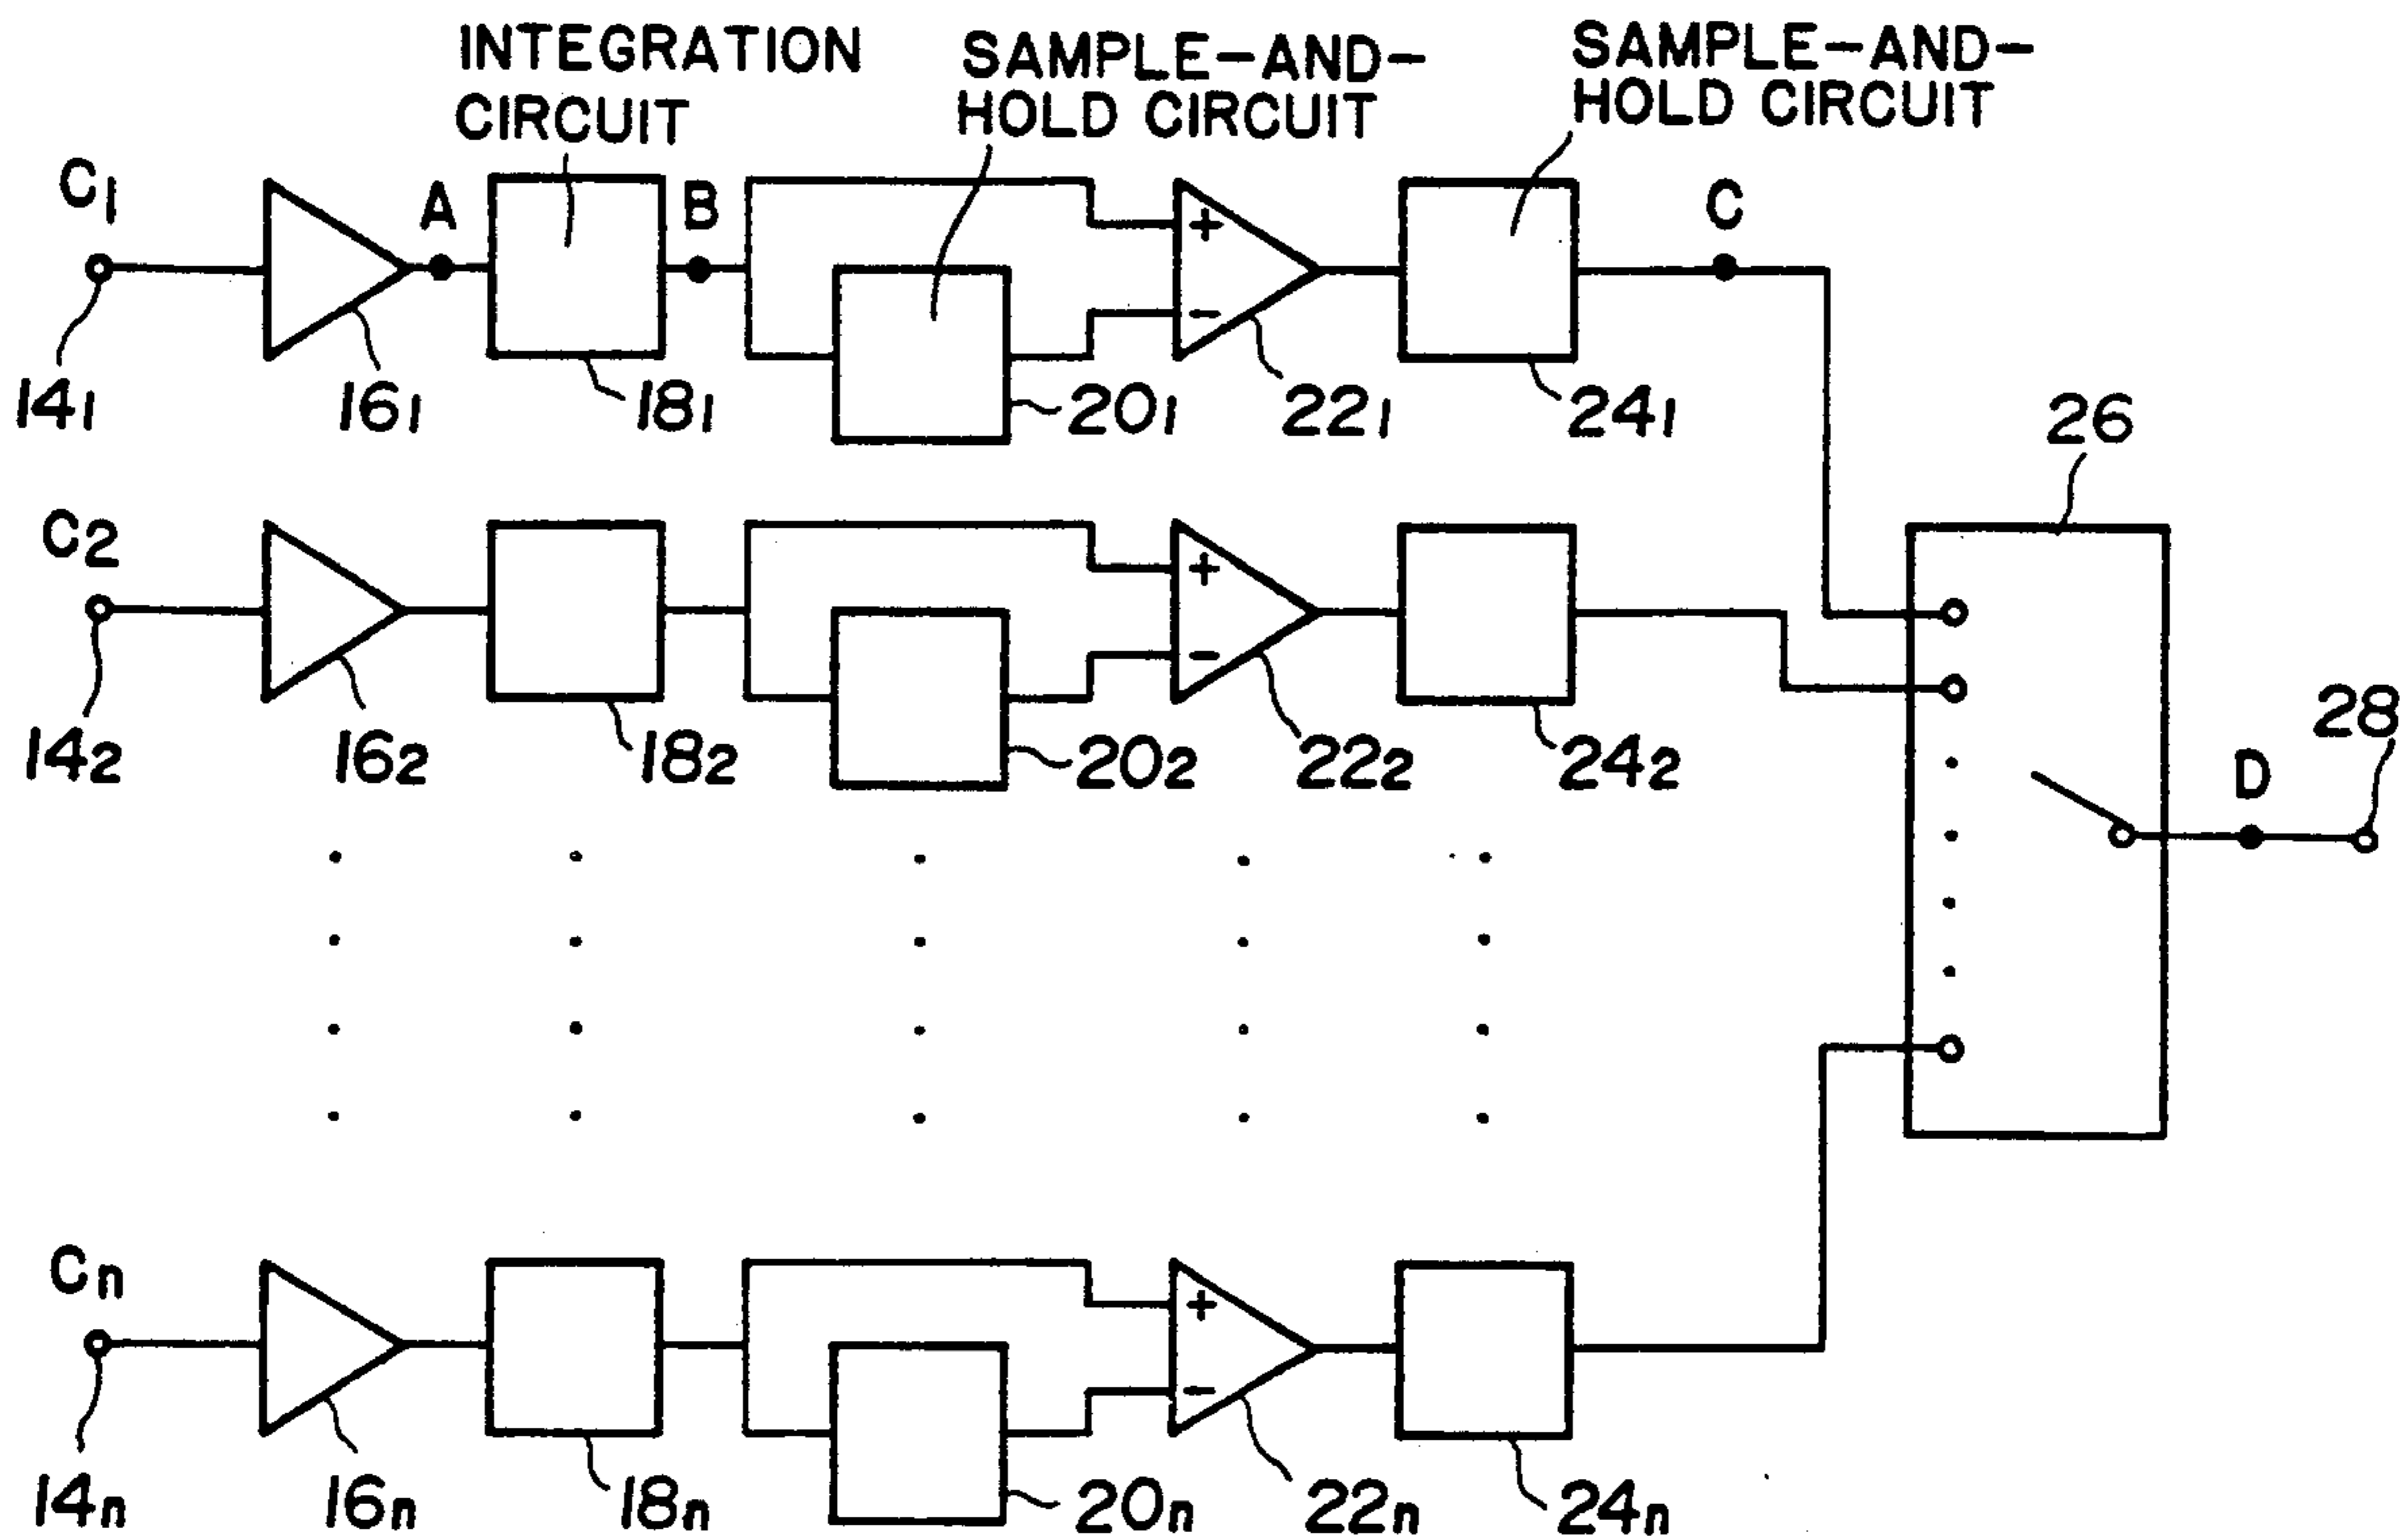 INTEGRATION
CIRCUIT
SAMPLE-AND-
HOLD CIRCUIT
SAMPLE-AND-
HOLD CIRCUIT
C1
A
B
+
-
C
141
161
181
201
221
241
26
C2
+
-
142
162
182
202
222
242
D
28
Cn
+
-
14n
16n
18n
20n
22n
24n